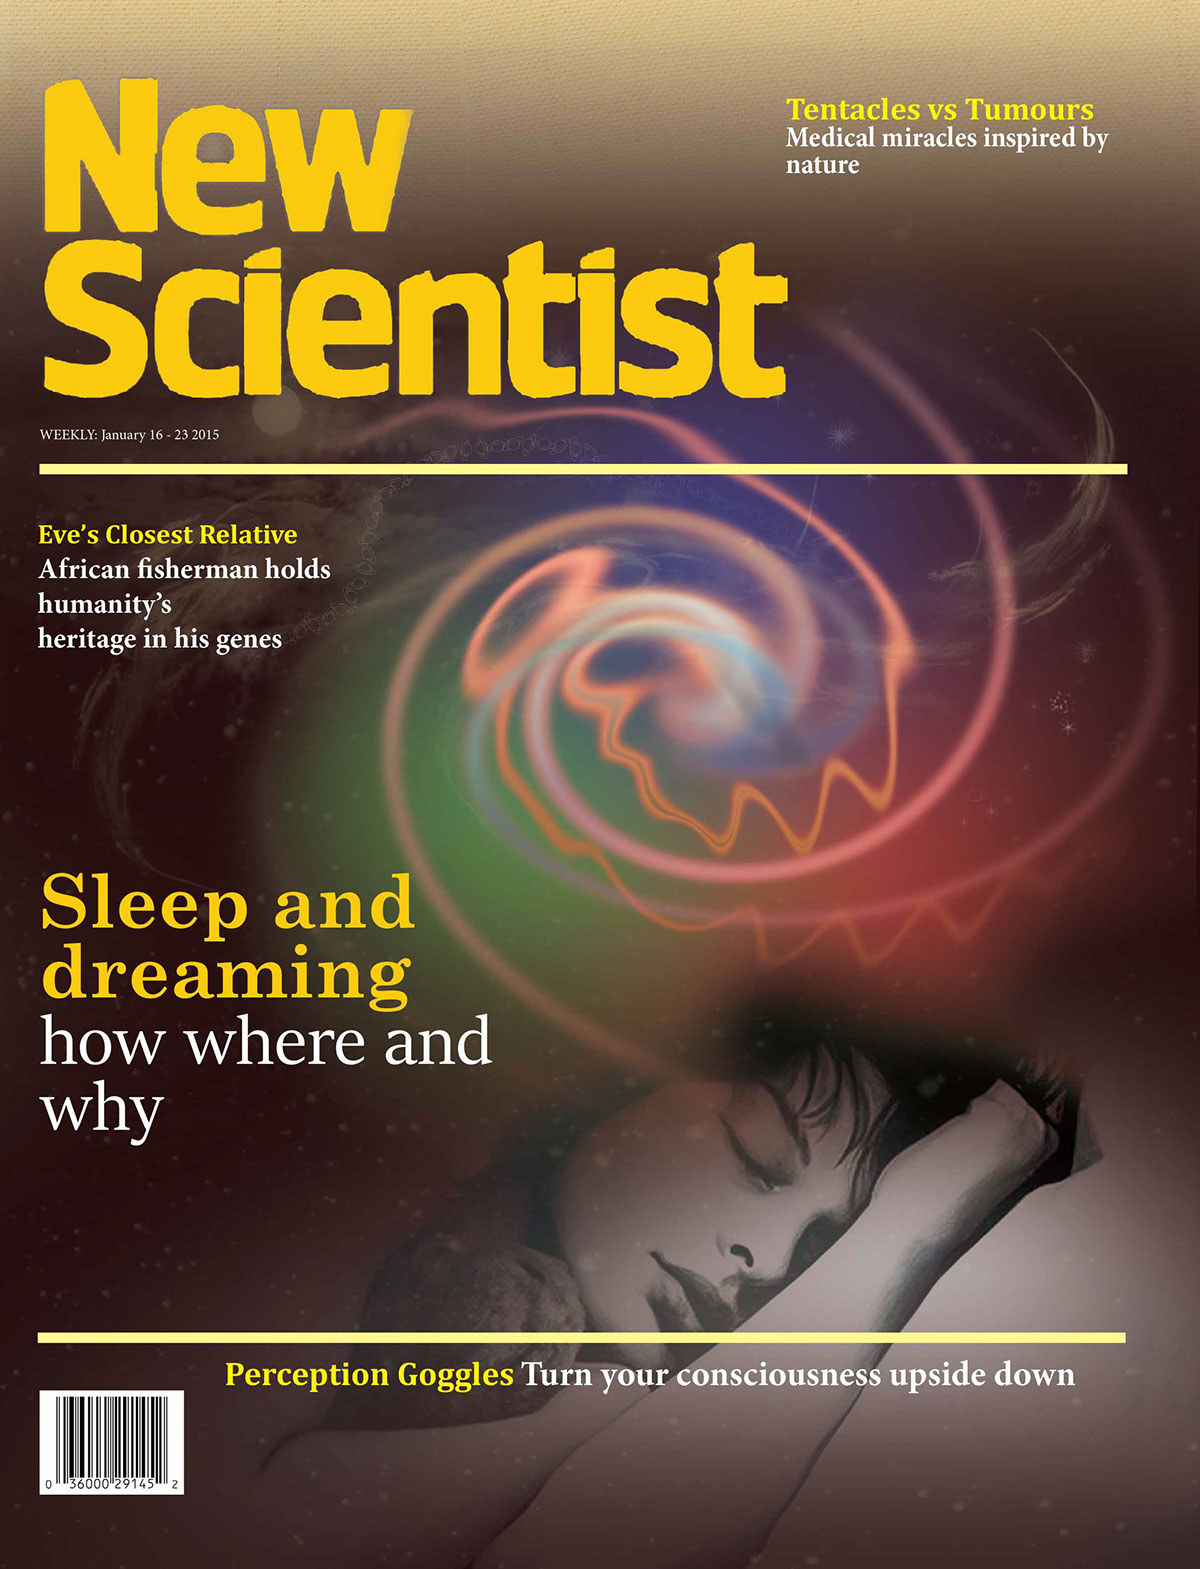 New
Scientist
Tentacles vs Tumours
Medical miracles inspired by
nature
WEEKLY: January 16 - 23 2015
Eve's Closest Relative
African fisherman holds
humanity's
heritage in his genes
Sleep and
dreaming
how where and
why
Perception Goggles Turn your consciousness upside down
0 36000 29145 2